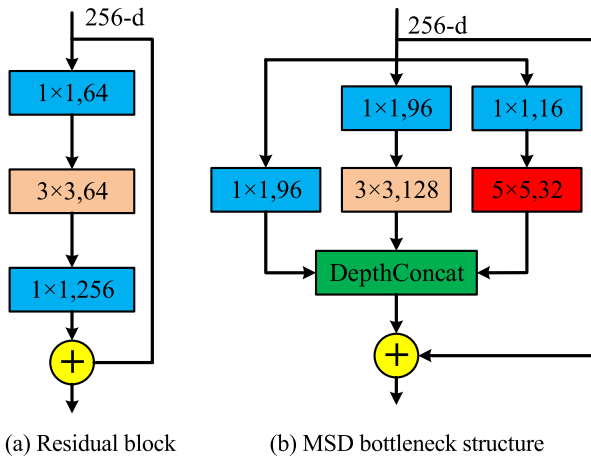 256-d
1×1,64
3×3,64
1×1,256
+
(a) Residual block
256-d
1×1,96
1×1,16
1×1,96
3×3,128
5×5,32
DepthConcat
+
(b) MSD bottleneck structure